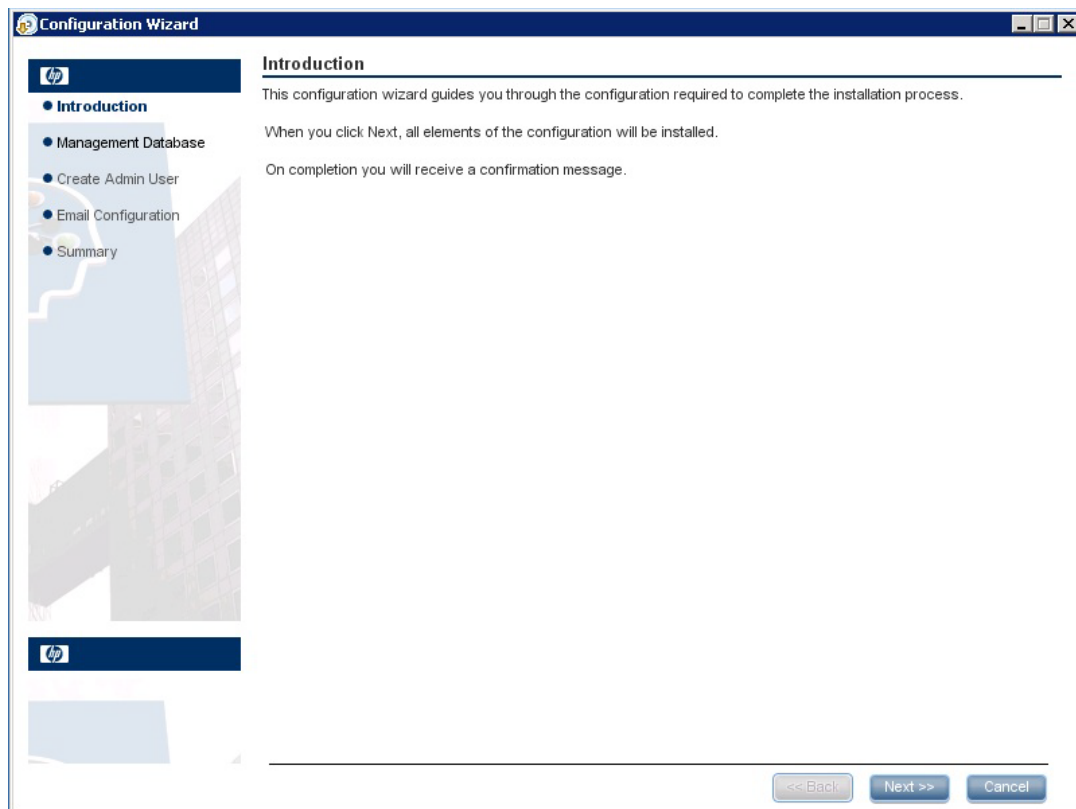 Configuration Wizard
hp
Introduction
Management Database
Create Admin User
Email Configuration
Summary
hp
Introduction
This configuration wizard guides you through the configuration required to complete the installation process.
When you click Next, all elements of the configuration will be installed.
On completion you will receive a confirmation message.
<< Back
Next >>
Cancel